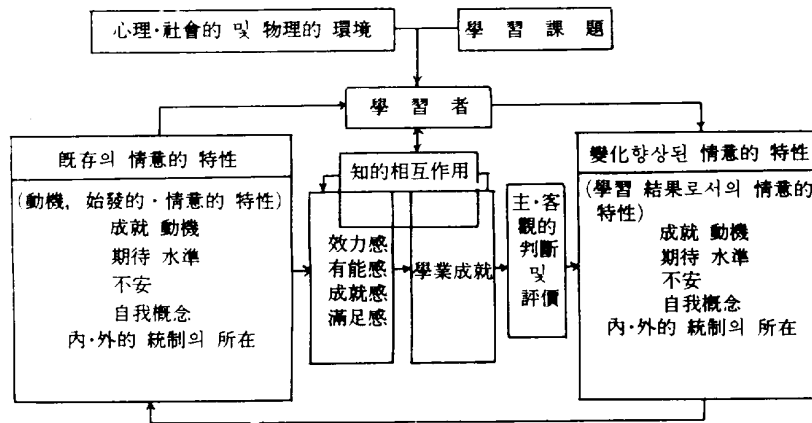 心理·社會的 및 物理的 環境
學習課題
學習者
既存의 情意的 特性
(動機, 始發的·情意的 特性)
成就 動機
期待 水準
不安
自我概念
內·外的 統制의 所在
知的相互作用
效力感
有能感
成就感
滿足感
學業成就
主·客
觀的
判斷
및
評價
變化향상된 情意的 特性
(學習 結果로서의 情意的
特性)
成就 動機
期待 水準
不安
自我概念
內·外的 統制의 所在